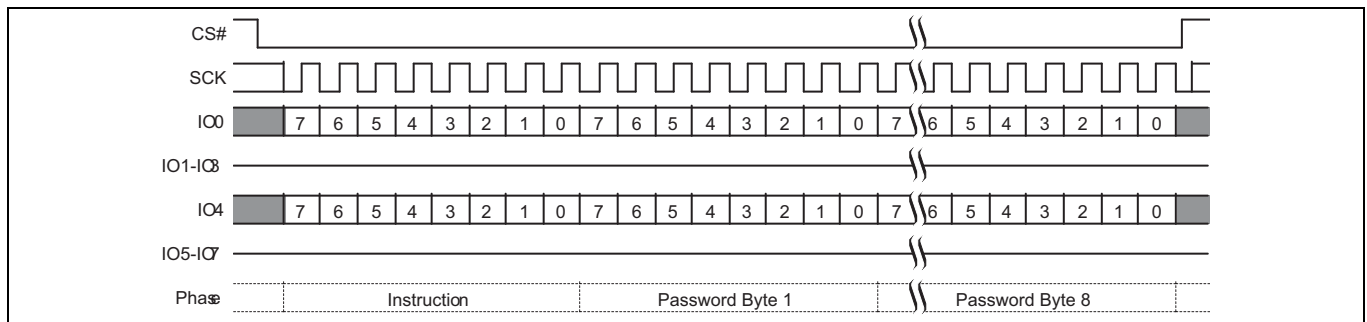 CS#
SCK
IO0 7 6 5 4 3 2 1 0 7 6 5 4 3 2 1 0 7 6 5 4 3 2 1 0
IO1-IO3
IO4 7 6 5 4 3 2 1 0 7 6 5 4 3 2 1 0 7 6 5 4 3 2 1 0
IO5-IO7
Phase Instruction Password Byte 1 Password Byte 8